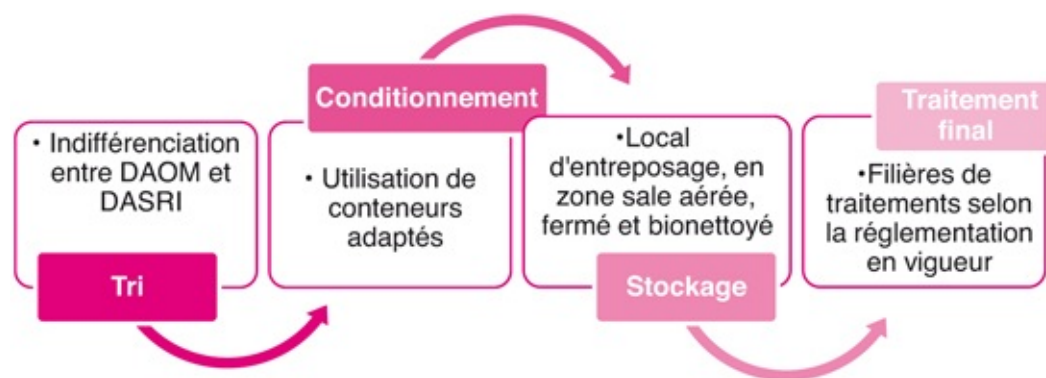 • Indifférenciation
entre DAOM et
DASRI
Tri
Conditionnement
• Utilisation de
conteneurs
adaptés
•Local
d'entreposage, en
zone sale aérée,
fermé et bionettoyé
Stockage
Traitement
final
•Filières de
traitements selon
la réglementation
en vigueur